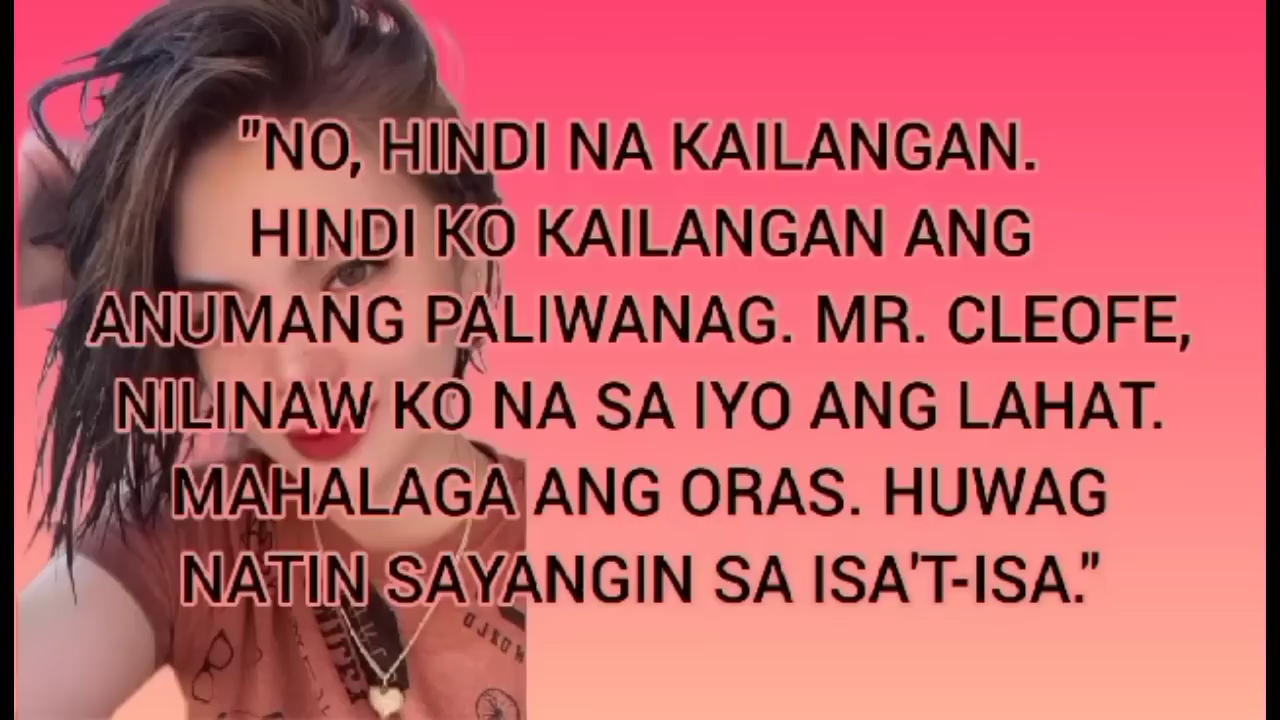 "NO, HINDI NA KAILANGAN.
HINDI KO KAILANGAN ANG
ANUMANG PALIWANAG. MR. CLEOFE,
NILINAW KO NA SA IYO ANG LAHAT.
MAHALAGA ANG ORAS. HUWAG
NATIN SAYANGIN SA ISA'T-ISA."